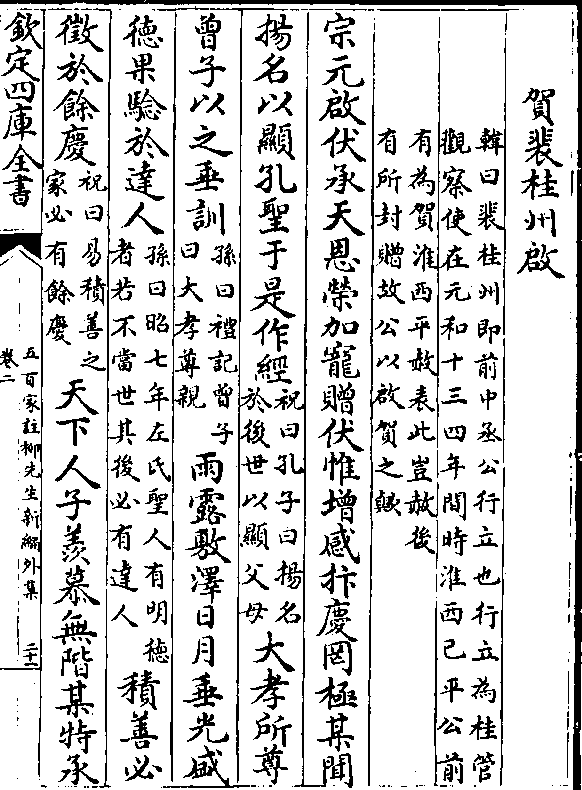 賀裴桂州啟
韓曰裴桂州即前中丞公行立也行立為桂管
觀察使在元和十三四年間時淮西已平公前
有為賀淮西平赦表此豈赦後
有所封贈故公以啟賀之歟
宗元啟伏承天恩榮加寵贈伏惟增感抃慶罔極某聞
揚名以顯孔聖于是作經祝曰孔子曰揚名於後世以顯父母大孝所尊
曾子以之垂訓孫曰禮記曾子曰大孝尊親雨露敷澤日月垂光盛
德果驗於達人孫曰昭七年左氏聖人有明德者若不當世其後必有達人積善必
徵於餘慶祝曰易積善之家必有餘慶天下人子羨慕無階某特承
欽定四庫全書
五百家註柳先生新編外集
卷二
二十二